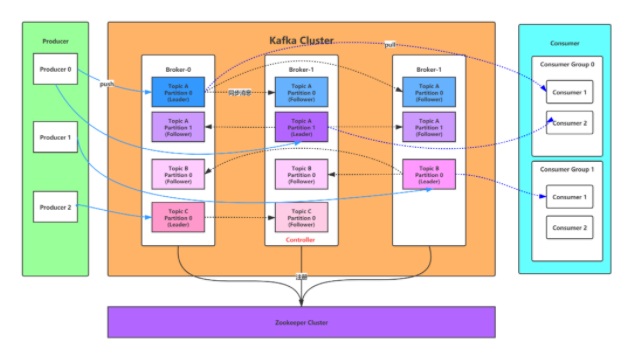 Producer
Producer 0
Producer 1
Producer 2
push
Kafka Cluster
pull
Broker-0
Topic A
Partition 0
(Leader)
Topic A
Partition 1
(Follower)
Topic B
Partition 0
(Follower)
Topic C
Partition 0
(Leader)
同步消息
Broker-1
Topic A
Partition 0
(Follower)
Topic A
Partition 1
(Leader)
Topic B
Partition 0
(Follower)
Topic C
Partition 0
(Follower)
Controller
Broker-1
Topic A
Partition 0
(Follower)
Topic A
Partition 1
(Follower)
Topic B
Partition 0
(Leader)
Consumer
Consumer Group 0
Consumer 1
Consumer 2
Consumer Group 1
Consumer 1
Consumer 2
注册
Zookeeper Cluster